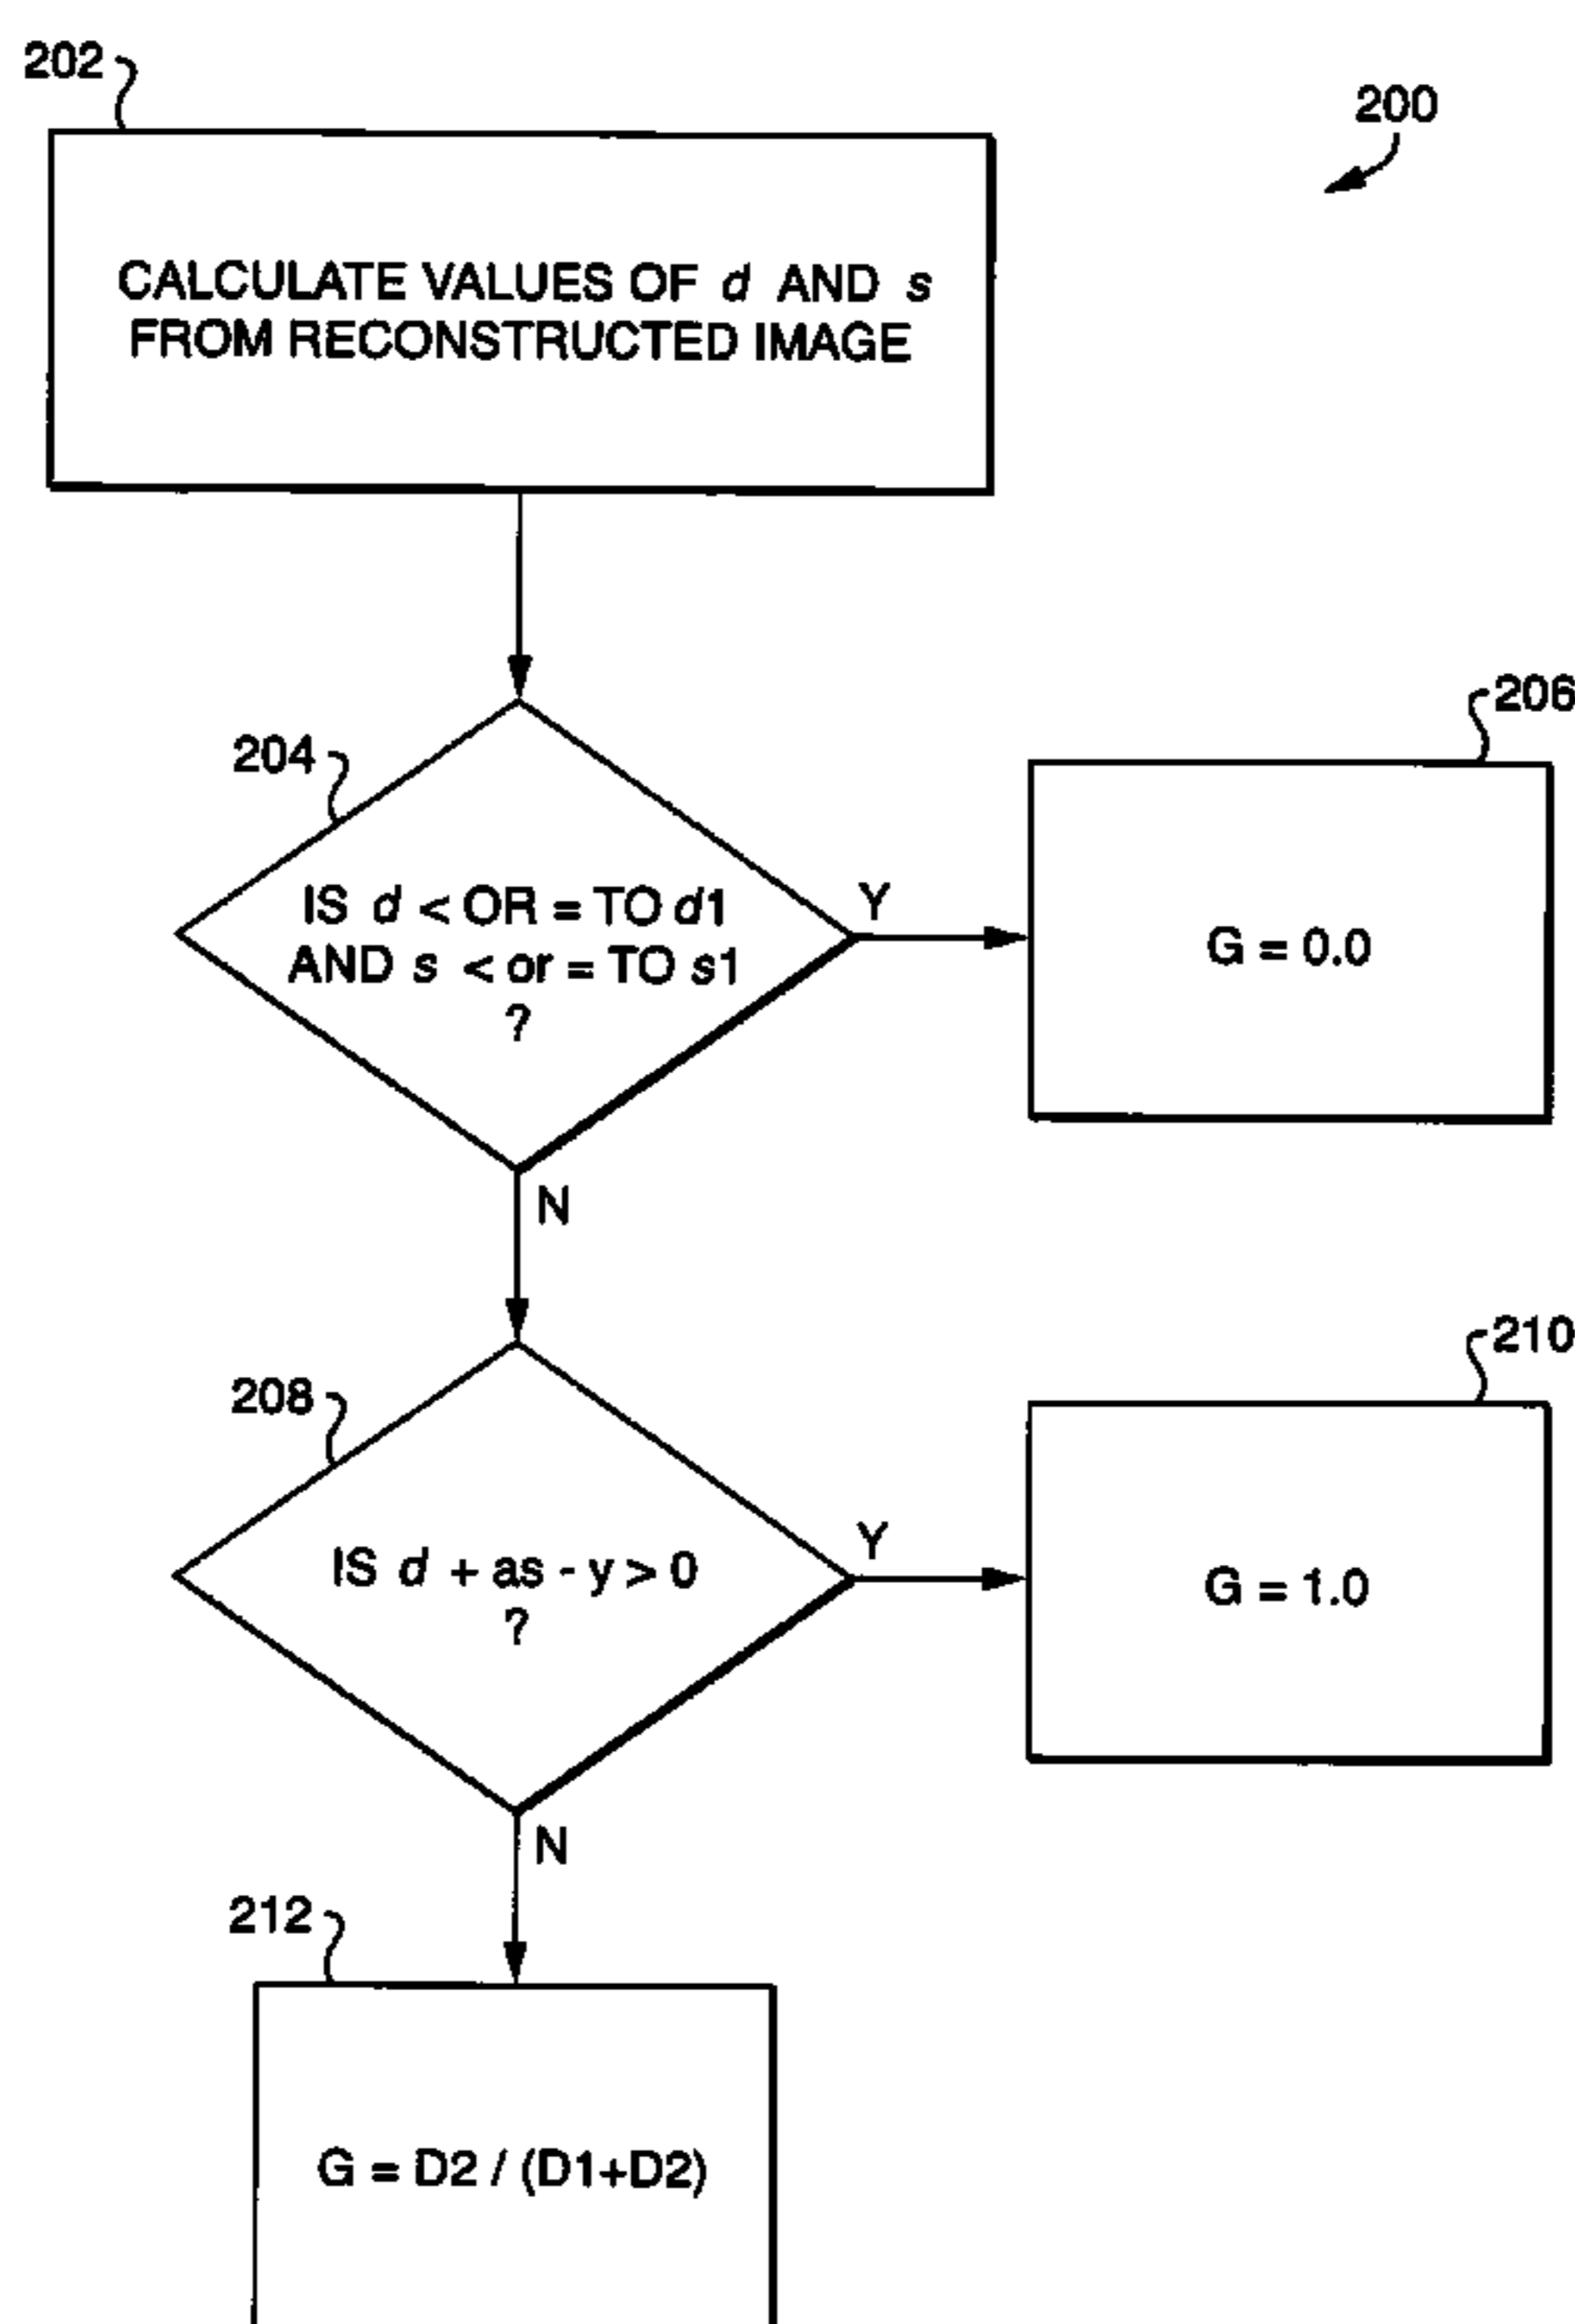 202
200
CALCULATE VALUES OF d AND s
FROM RECONSTRUCTED IMAGE
204
206
IS d < OR = TO d1
AND s < or = TO s1
?
Y
G = 0.0
N
208
210
IS d + as - y > 0
?
Y
G = 1.0
N
212
G = D2 / (D1+D2)